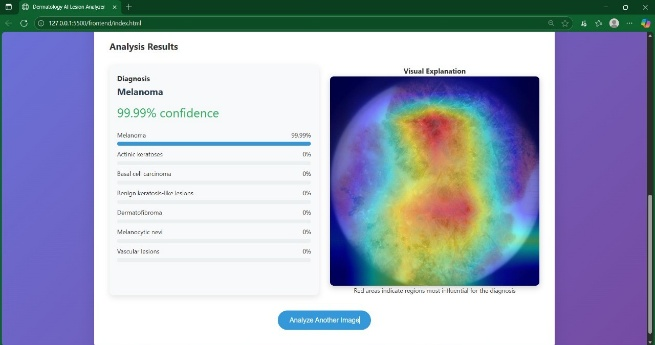 Dermatology AI Lesion Analyzer
127.0.0.1:5500/frontend/index.html
Analysis Results
Diagnosis
Melanoma
99.99% confidence
Melanoma 99.99%
Actinic keratoses 0%
Basal cell carcinoma 0%
Benign keratosis-like lesions 0%
Dermatofibroma 0%
Melanocytic nevi 0%
Vascular lesions 0%
Visual Explanation
Red areas indicate regions most influential for the diagnosis
Analyze Another Image